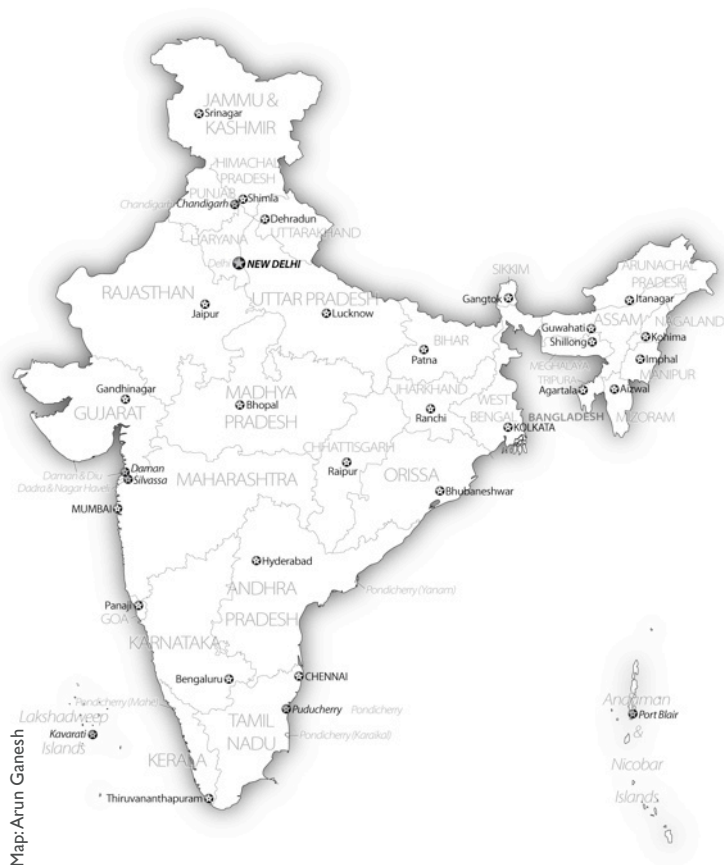 JAMMU &
KASHMIR
Srinagar
HIMACHAL
PRADESH
PUNJAB
Shimla
Chandigarh
Chandigarh
Dehradun
UTTARAKHAND
HARYANA
Delhi
NEW DELHI
SIKKIM
Gangtok
ARUNACHAL
PRADESH
Itanagar
RAJASTHAN
Jaipur
UTTAR PRADESH
Lucknow
ASSAM
NAGALAND
Guwahati
Shillong
Kohima
BIHAR
Patna
Imphal
MEGHALAYA
MANIPUR
TRIPURA
Agartala
Aizwal
Gandhinagar
GUJARAT
MADHYA
PRADESH
Bhopal
JHARKHAND
Ranchi
WEST
BENGAL
BANGLADESH
MIZORAM
KOLKATA
CHHATTISGARH
Raipur
ORISSA
Bhubaneshwar
Daman & Diu
Daman
Dadra & Nagar Haveli
Silvassa
MAHARASHTRA
MUMBAI
Hyderabad
ANDHRA
PRADESH
Pondicherry (Yanam)
Panaji
GOA
KARNATAKA
Bengaluru
CHENNAI
Pondicherry (Mahe)
Puducherry
Pondicherry
Lakshadweep
Kavarati
Islands
TAMIL
NADU
Pondicherry (Karaikal)
KERALA
Thiruvananthapuram
Andaman
Port Blair
&
Nicobar
Islands
Map: Arun Ganesh